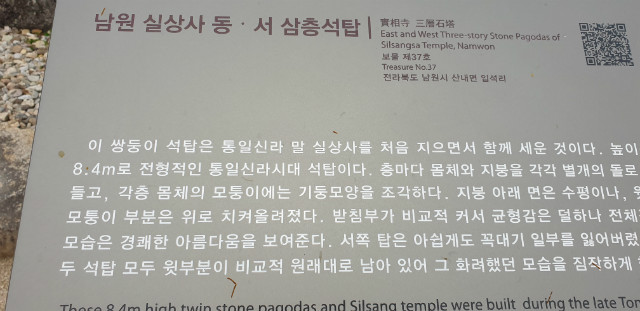 남원 실상사 동 · 서 삼층석탑
實相寺 三層石塔
East and West Three-story Stone Pagodas of
Silsangsa Temple, Namwon
보물 제37호
Treasure No.37
전라북도 남원시 산내면 입석리
이 쌍둥이 석탑은 통일신라 말 실상사를 처음 지으면서 함께 세운 것이다. 높이
8.4m로 전형적인 통일신라시대 석탑이다. 층마다 몸체와 지붕을 각각 별개의 돌로
들고, 각층 몸체의 모퉁이에는 기둥모양을 조각하다. 지붕 아래 면은 수평이나,
모퉁이 부분은 위로 치켜올려졌다. 받침부가 비교적 커서 균형감은 덜하나 전체
모습은 경쾌한 아름다움을 보여준다. 서쪽 탑은 아쉽게도 꼭대기 일부를 잃어버렸
두 석탑 모두 윗부분이 비교적 원래대로 남아 있어 그 화려했던 모습을 짐작하게
These 8.4m high twin stone pagodas and Silsang temple were built during the late